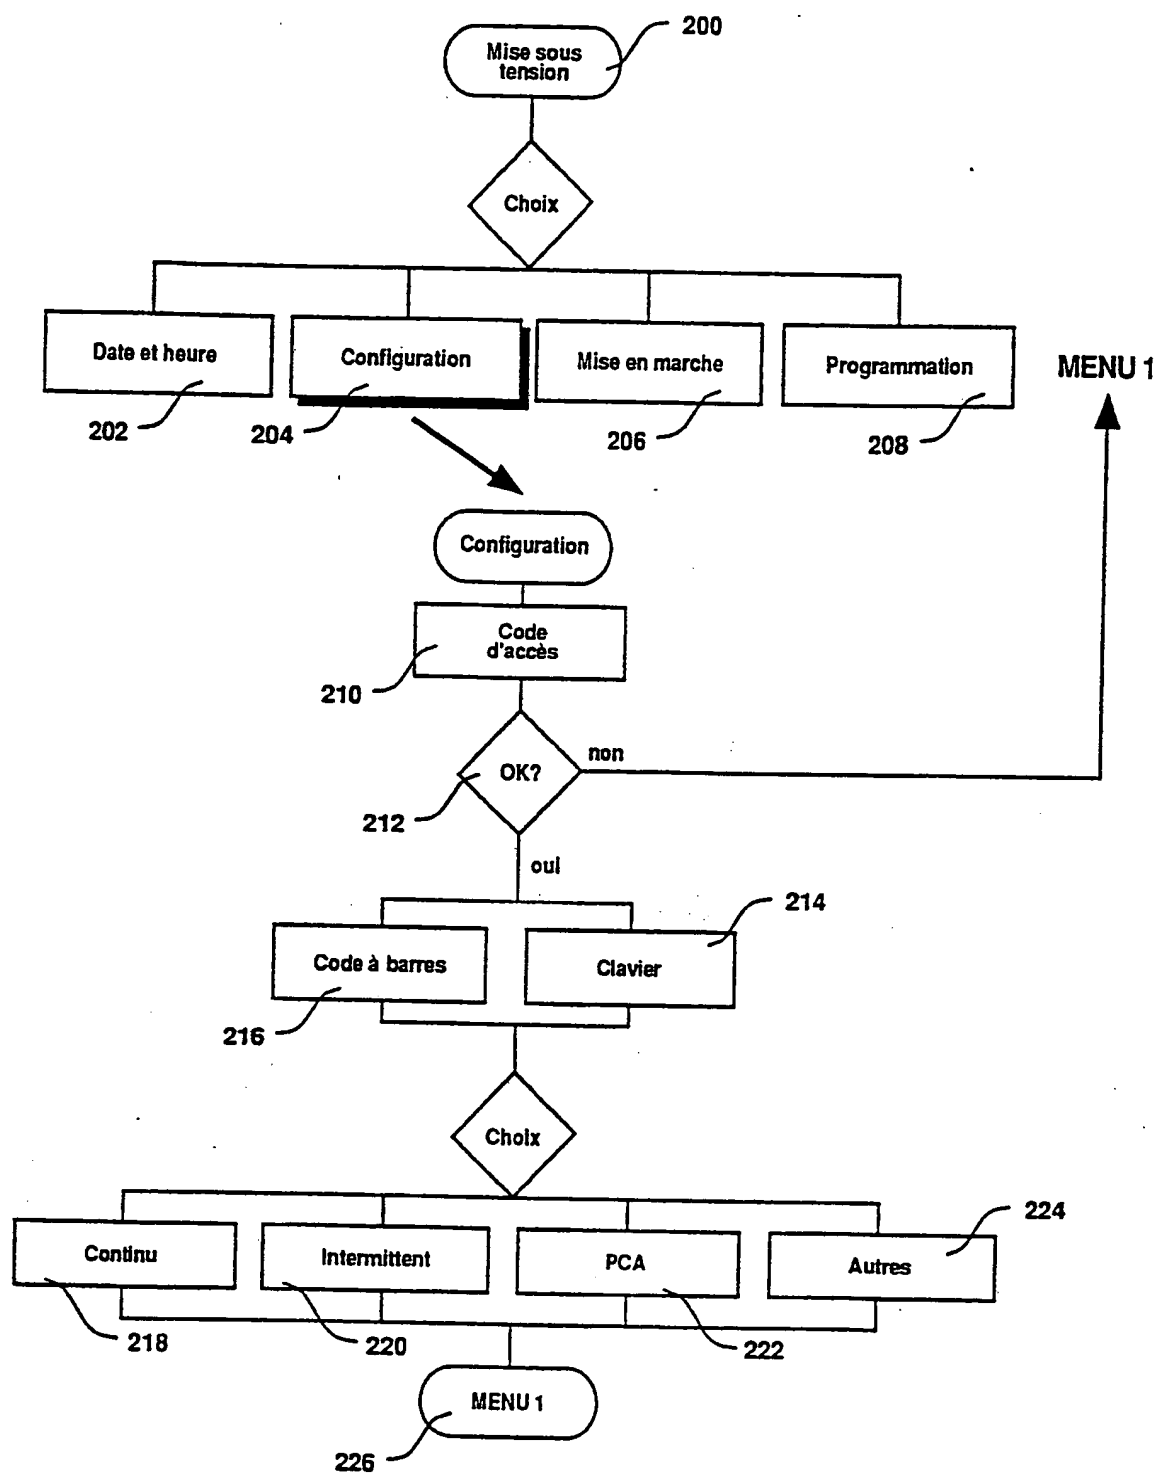 200
Mise sous
tension
Choix
Date et heure
Configuration
Mise en marche
Programmation
MENU 1
202
204
206
208
Configuration
Code
d'accès
210
OK?
non
212
oui
214
Code à barres
Clavier
216
Choix
224
Continu
Intermittent
PCA
Autres
218
220
222
MENU 1
226